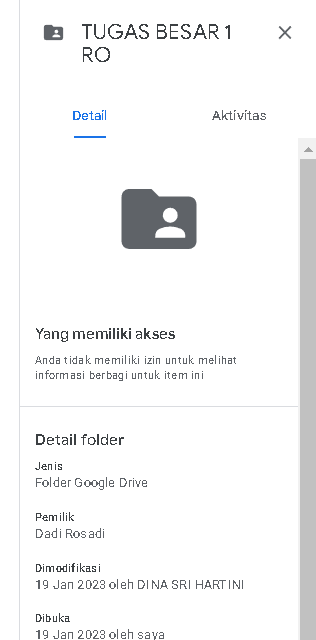 TUGAS BESAR 1
RO
Detail
Aktivitas
Yang memiliki akses
Anda tidak memiliki izin untuk melihat
informasi berbagi untuk item ini
Detail folder
Jenis
Folder Google Drive
Pemilik
Dadi Rosadi
Dimodifikasi
19 Jan 2023 oleh DINA SRI HARTINI
Dibuka
19 Jan 2023 oleh saya